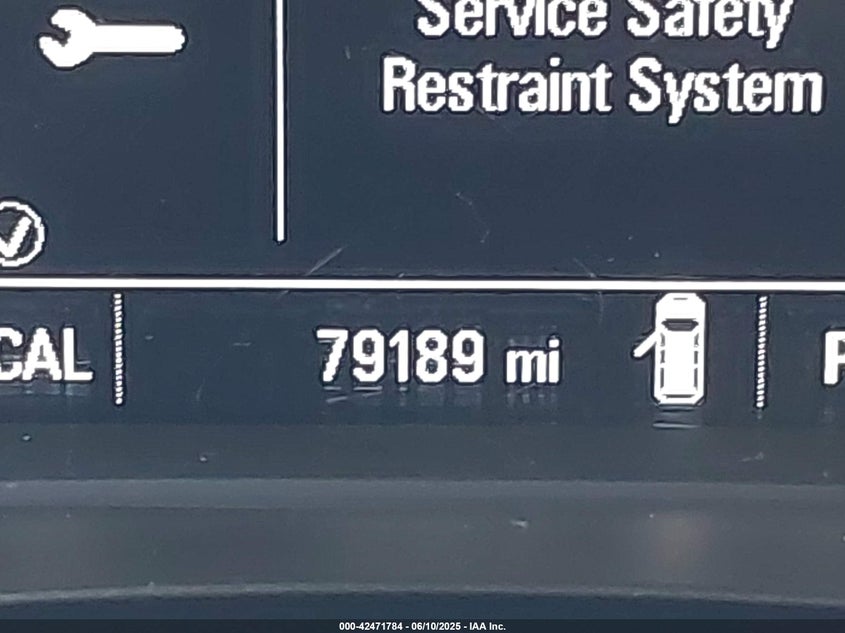 Service Safety
Restraint System
CAL
79189 mi
P
000-42471784 - 06/10/2025 - IAA Inc.